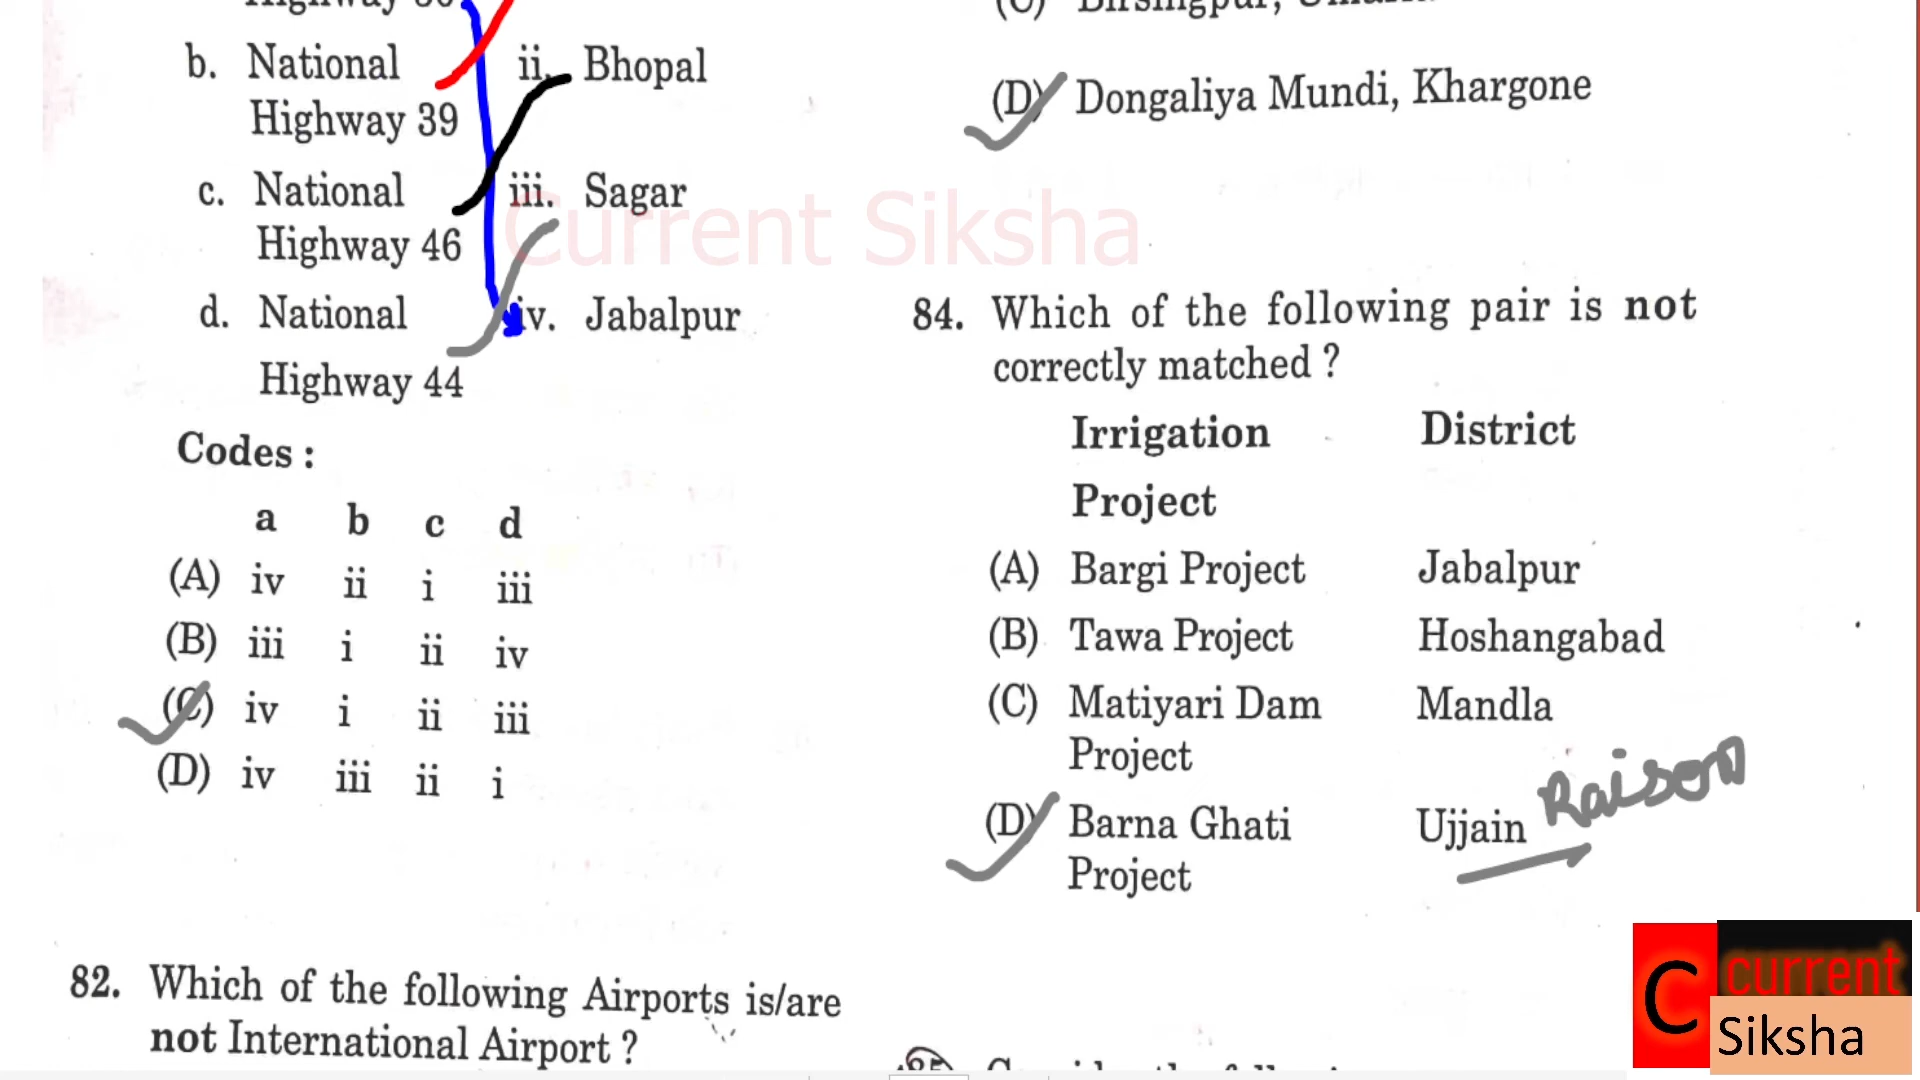 b. National ii. Bhopal
Highway 39
c. National iii. Sagar
Highway 46
d. National iv. Jabalpur
Highway 44
Codes :
a b c d
(A) iv ii i iii
(B) iii i ii iv
(C) iv i ii iii
(D) iv iii ii i
82. Which of the following Airports is/are
not International Airport ?
(D) Dongaliya Mundi, Khargone
84. Which of the following pair is not
correctly matched ?
Irrigation District
Project
(A) Bargi Project Jabalpur
(B) Tawa Project Hoshangabad
(C) Matiyari Dam Mandla
Project
(D) Barna Ghati Ujjain Raisen
Project
Current Siksha
C current
Siksha